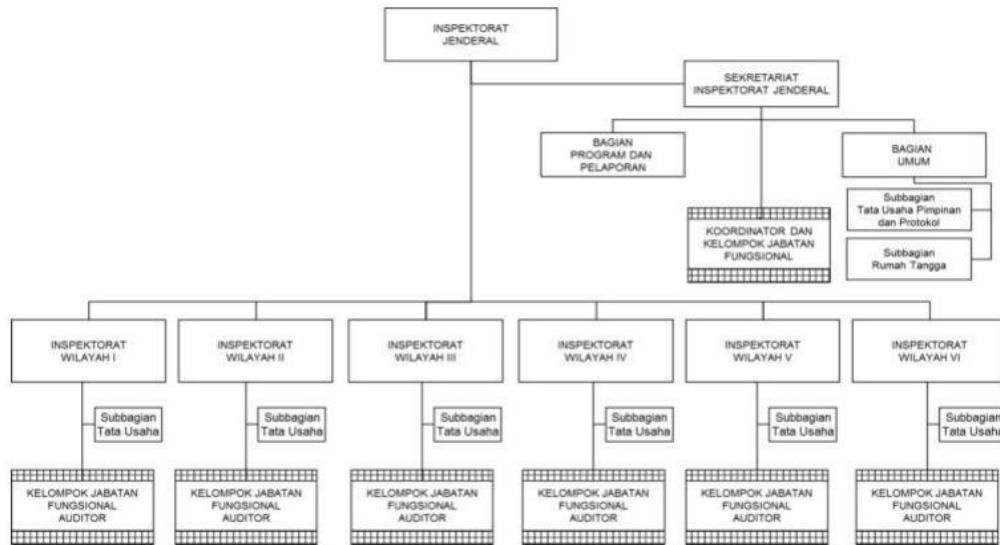 INSPEKTORAT
JENDERAL
SEKRETARIAT
INSPEKTORAT JENDERAL
BAGIAN
PROGRAM DAN
PELAPORAN
BAGIAN
UMUM
Subbagian
Tata Usaha Pimpinan
dan Protokol
KOORDINATOR DAN
KELOMPOK JABATAN
FUNGSIONAL
Subbagian
Rumah Tangga
INSPEKTORAT
WILAYAH I
INSPEKTORAT
WILAYAH II
INSPEKTORAT
WILAYAH III
INSPEKTORAT
WILAYAH IV
INSPEKTORAT
WILAYAH V
INSPEKTORAT
WILAYAH VI
Subbagian
Tata Usaha
Subbagian
Tata Usaha
Subbagian
Tata Usaha
Subbagian
Tata Usaha
Subbagian
Tata Usaha
Subbagian
Tata Usaha
KELOMPOK JABATAN
FUNGSIONAL
AUDITOR
KELOMPOK JABATAN
FUNGSIONAL
AUDITOR
KELOMPOK JABATAN
FUNGSIONAL
AUDITOR
KELOMPOK JABATAN
FUNGSIONAL
AUDITOR
KELOMPOK JABATAN
FUNGSIONAL
AUDITOR
KELOMPOK JABATAN
FUNGSIONAL
AUDITOR